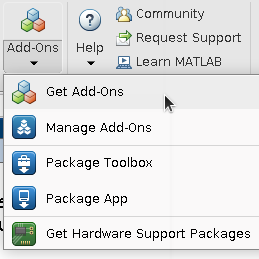 Add-Ons
Help
Community
Request Support
Learn MATLAB
Get Add-Ons
Manage Add-Ons
Package Toolbox
Package App
Get Hardware Support Packages